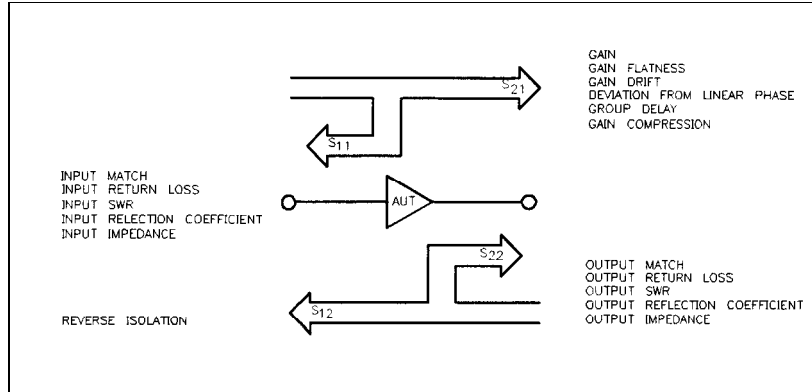 GAIN
GAIN FLATNESS
GAIN DRIFT
DEVIATION FROM LINEAR PHASE
GROUP DELAY
GAIN COMPRESSION
S21
S11
INPUT MATCH
INPUT RETURN LOSS
INPUT SWR
INPUT RELECTION COEFFICIENT
INPUT IMPEDANCE
AUT
S22
OUTPUT MATCH
OUTPUT RETURN LOSS
OUTPUT SWR
OUTPUT REFLECTION COEFFICIENT
OUTPUT IMPEDANCE
S12
REVERSE ISOLATION